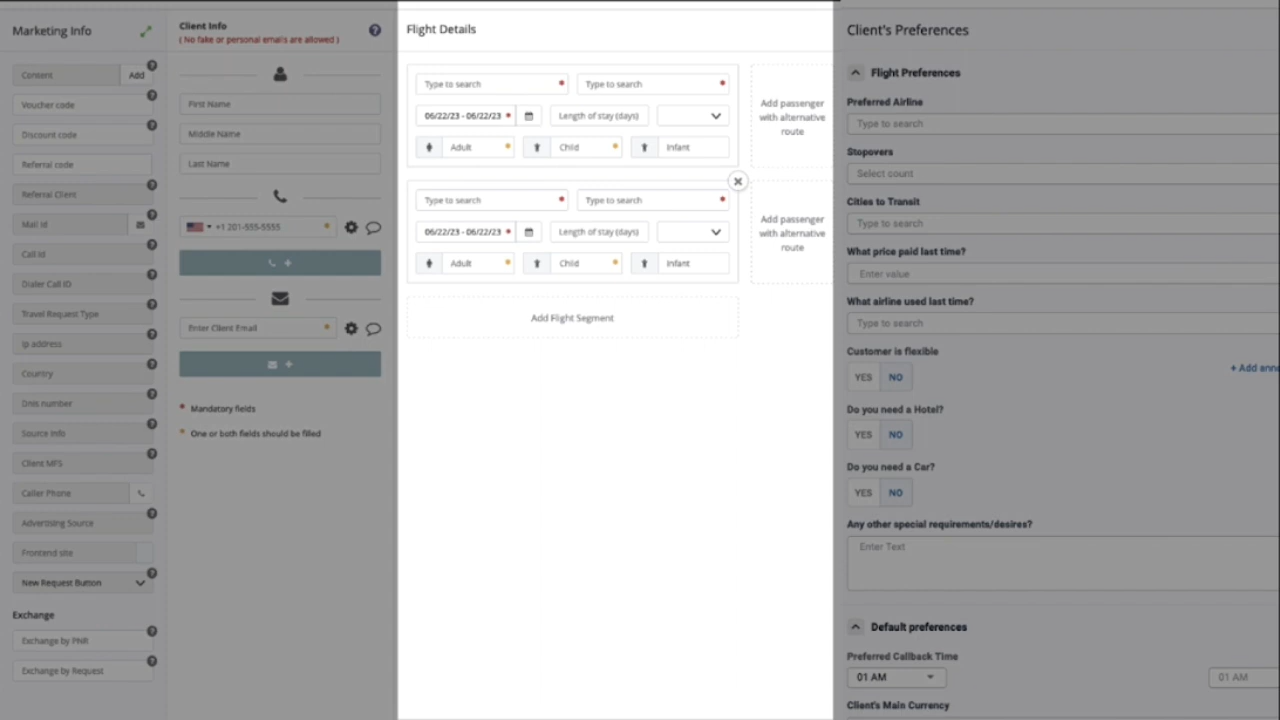 Marketing Info
Content
Add
Voucher code
Discount code
Referral code
Referral Client
Mail Id
Call Id
Dialer Call ID
Travel Request Type
ip address
Country
Dnis number
Source Info
Client MFS
Caller Phone
Advertising Source
Frontend site
New Request Button
Exchange
Exchange by PNR
Exchange by Request
Client Info
( No fake or personal emails are allowed )
First Name
Middle Name
Last Name
+1 201-555-5555
Enter Client Email
* Mandatory fields
* One or both fields should be filled
Flight Details
Type to search
Type to search
06/22/23 - 06/22/23
Length of stay (days)
Adult
Child
Infant
Add passenger
with alternative
route
Type to search
Type to search
06/22/23 - 06/22/23
Length of stay (days)
Adult
Child
Infant
Add passenger
with alternative
route
Add Flight Segment
Client's Preferences
Flight Preferences
Preferred Airline
Type to search
Stopovers
Select count
Cities to Transit
Type to search
What price paid last time?
Enter value
What airline used last time?
Type to search
Customer is flexible
YES NO
+ Add anno
Do you need a Hotel?
YES NO
Do you need a Car?
YES NO
Any other special requirements/desires?
Enter Text
Default preferences
Preferred Callback Time
01 AM
01 AM
Client's Main Currency